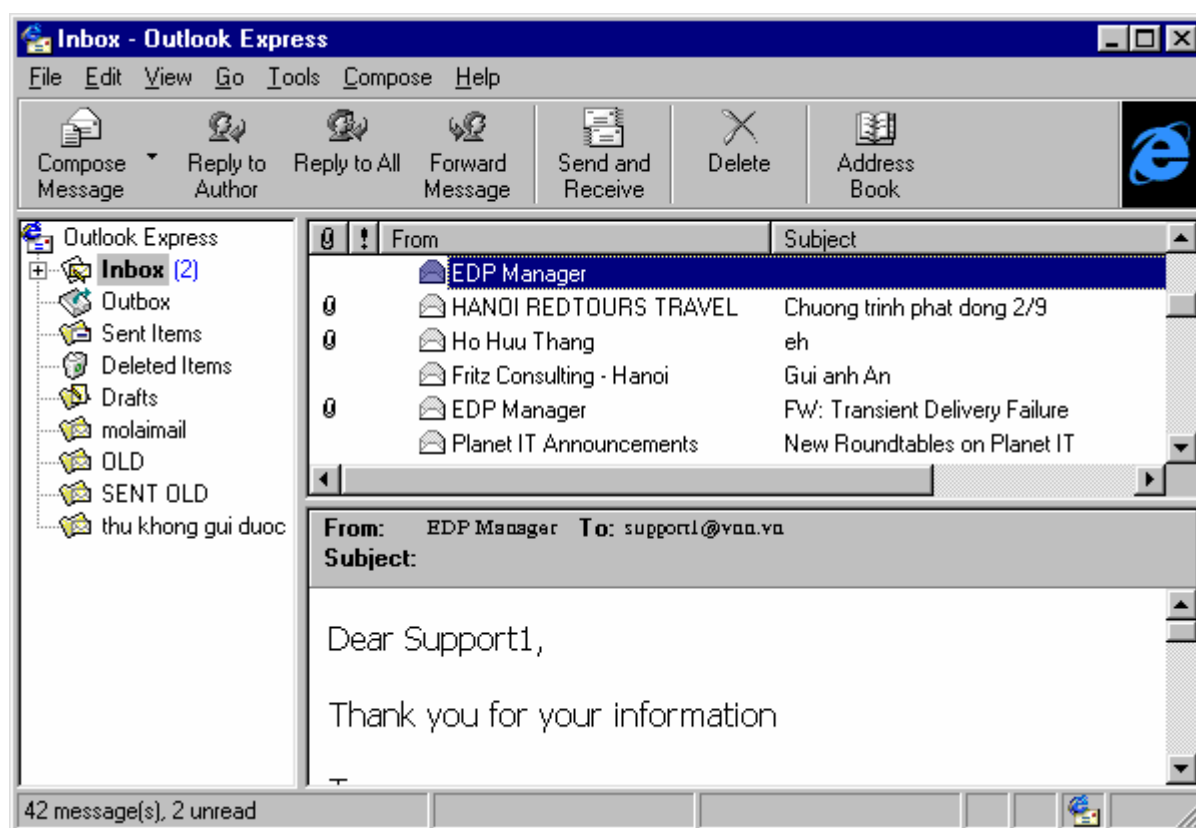 Inbox - Outlook Express
File Edit View Go Tools Compose Help
Compose Message
Reply to Author
Reply to All
Forward Message
Send and Receive
Delete
Address Book
Outlook Express
Inbox (2)
Outbox
Sent Items
Deleted Items
Drafts
molaimail
OLD
SENT OLD
thu khong gui duoc
! From Subject
EDP Manager
HANOI REDTOURS TRAVEL Chuong trinh phat dong 2/9
Ho Huu Thang eh
Fritz Consulting - Hanoi Gui anh An
EDP Manager FW: Transient Delivery Failure
Planet IT Announcements New Roundtables on Planet IT
From: EDP Manager To: support1@vnn.vn
Subject:
Dear Support1,
Thank you for your information
42 message(s), 2 unread